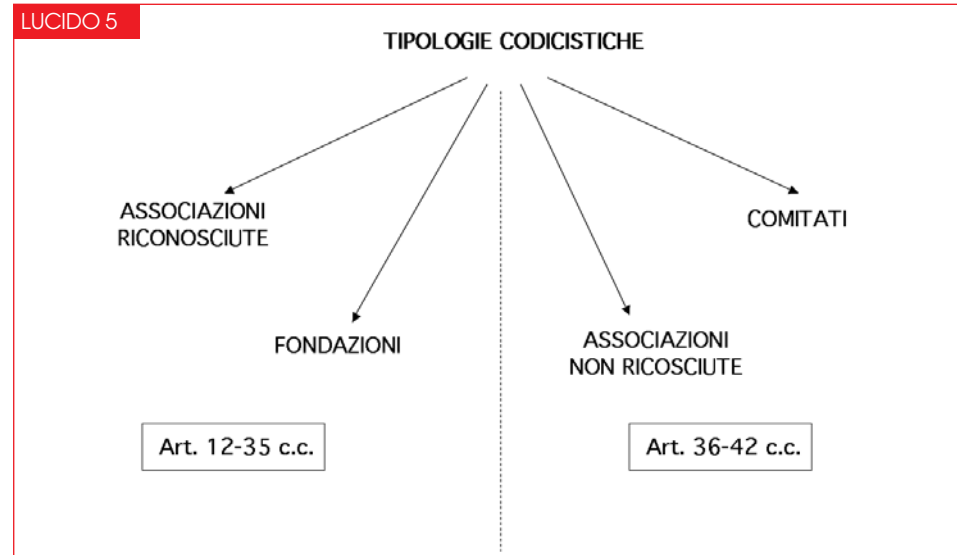 LUCIDO 5
TIPOLOGIE CODICISTICHE
ASSOCIAZIONI
RICONOSCIUTE
COMITATI
FONDAZIONI
ASSOCIAZIONI
NON RICOSCIUTE
Art. 12-35 c.c.
Art. 36-42 c.c.